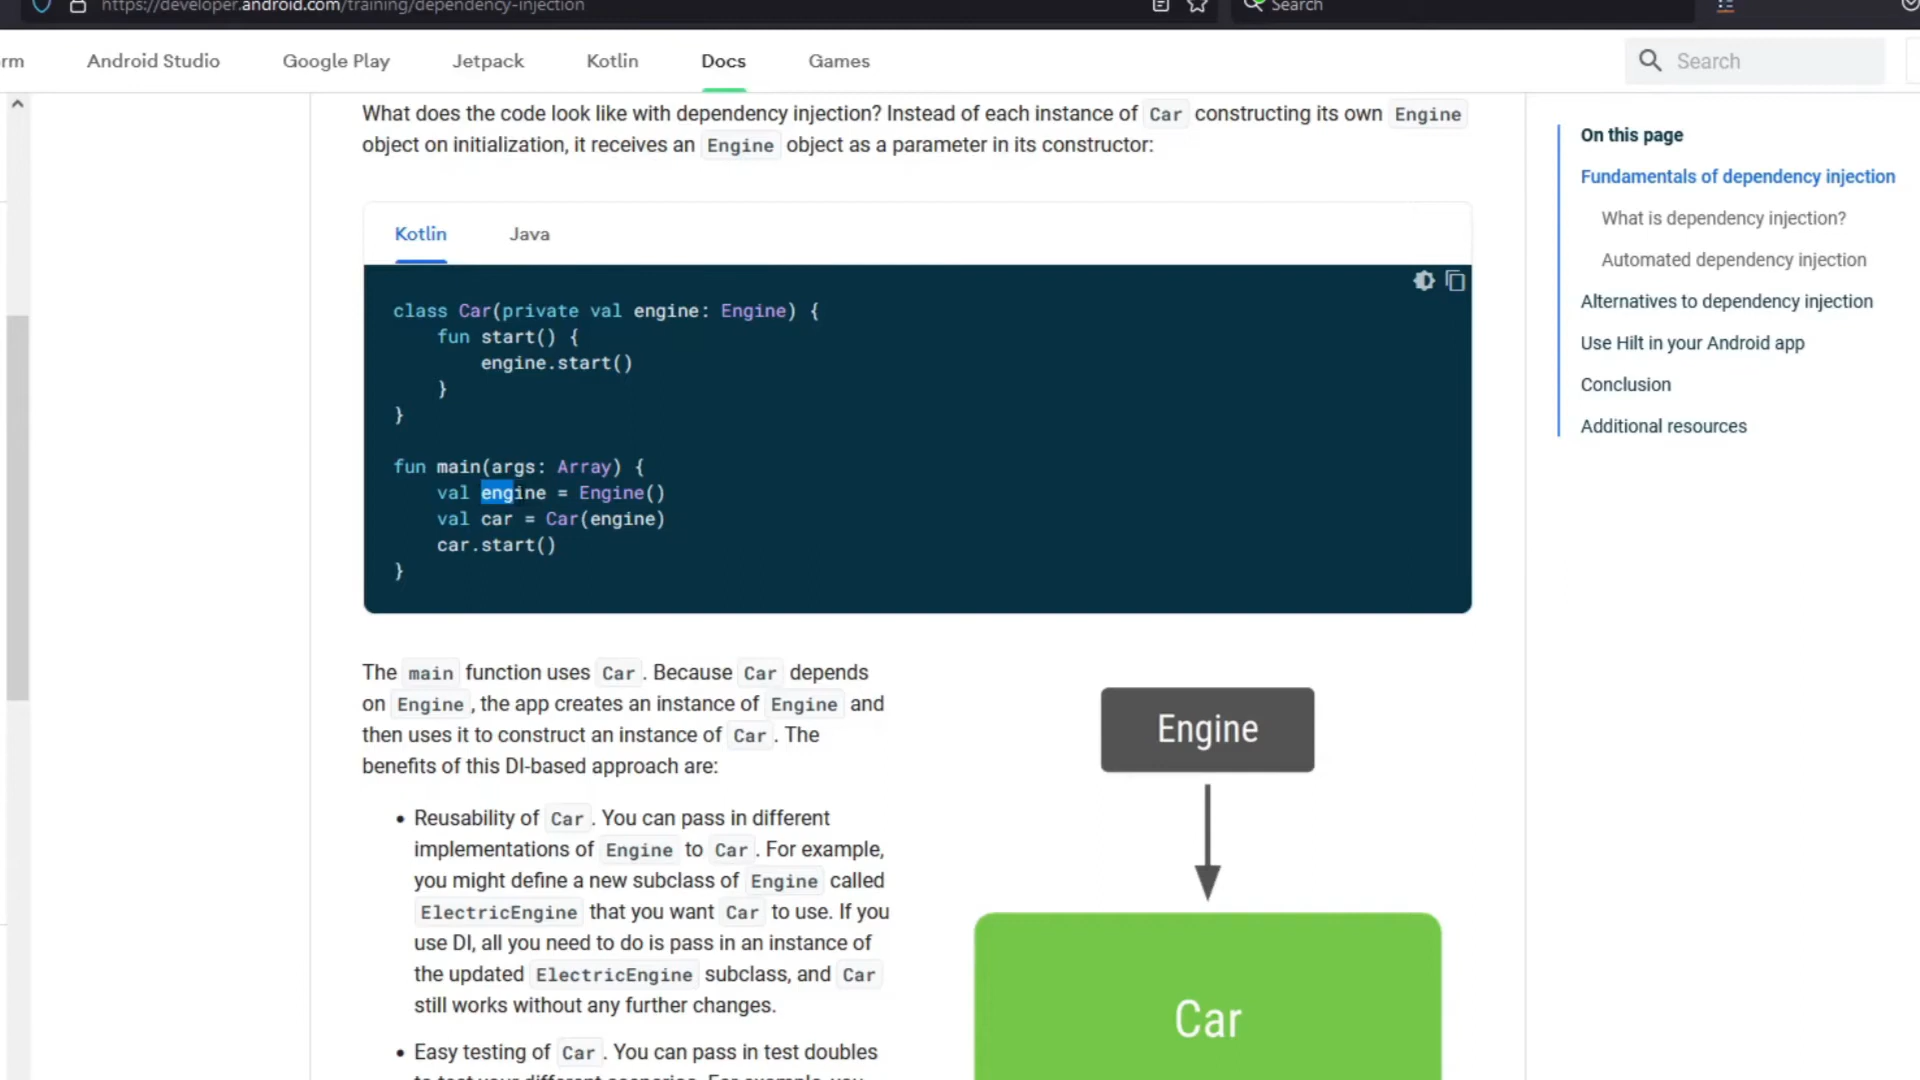 https://developer.android.com/training/dependency-injection
Search
rm Android Studio Google Play Jetpack Kotlin Docs Games Search
What does the code look like with dependency injection? Instead of each instance of Car constructing its own Engine
object on initialization, it receives an Engine object as a parameter in its constructor:
Kotlin Java
class Car(private val engine: Engine) {
fun start() {
engine.start()
}
}
fun main(args: Array) {
val engine = Engine()
val car = Car(engine)
car.start()
}
The main function uses Car. Because Car depends
on Engine, the app creates an instance of Engine and
then uses it to construct an instance of Car. The
benefits of this DI-based approach are:
• Reusability of Car. You can pass in different
implementations of Engine to Car. For example,
you might define a new subclass of Engine called
ElectricEngine that you want Car to use. If you
use DI, all you need to do is pass in an instance of
the updated ElectricEngine subclass, and Car
still works without any further changes.
• Easy testing of Car. You can pass in test doubles
Engine
Car
On this page
Fundamentals of dependency injection
What is dependency injection?
Automated dependency injection
Alternatives to dependency injection
Use Hilt in your Android app
Conclusion
Additional resources